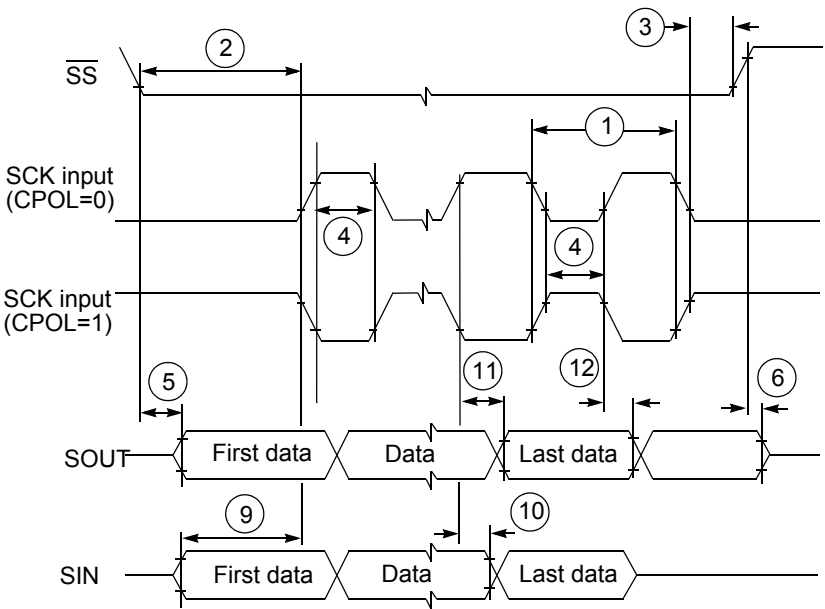 3
2
S̅S̅
1
SCK input
(CPOL=0)
4
4
SCK input
(CPOL=1)
5
11
12
6
SOUT
First data
Data
Last data
9
10
SIN
First data
Data
Last data